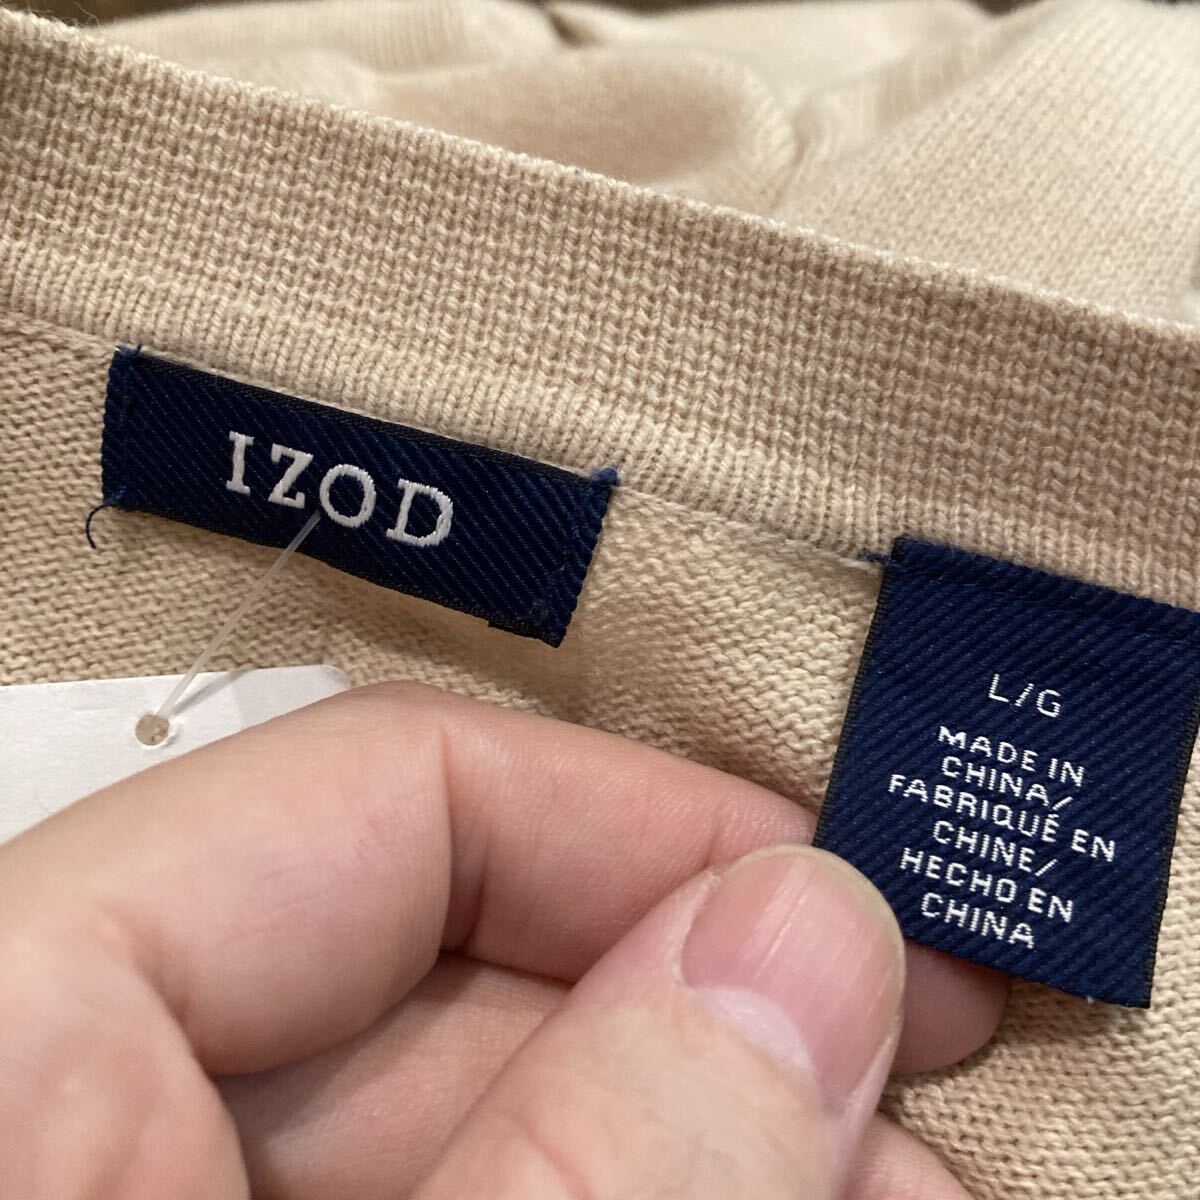 IZOD
L/G
MADE IN
CHINA/
FABRIQUÉ EN
CHINE/
HECHO EN
CHINA